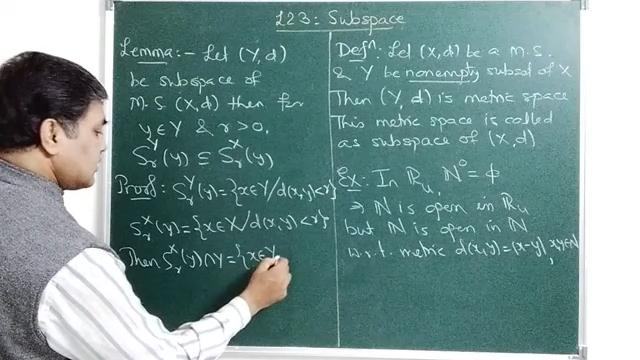 L23: Subspace
Lemma:- Let (Y,d)
be subspace of
M.S. (X,d) then for
y∈Y & r>0,
S_r^Y(y) ⊆ S_r^X(y)
Proof: S_r^Y(y)={x∈Y/d(x,y)<r}
S_r^X(y)={x∈X/d(x,y)<r}
Then S_r^X(y)∩Y={x∈Y
Defⁿ: Let (X,d) be a M.S.
& Y be nonempty subset of X
Then (Y,d) is metric space
This metric space is called
as subspace of (X,d)
Ex: In R_u, N°=ϕ
⇒ N is open in R_u
but N is open in N
w.r.t. metric d(x,y)=|x-y|, x,y∈N